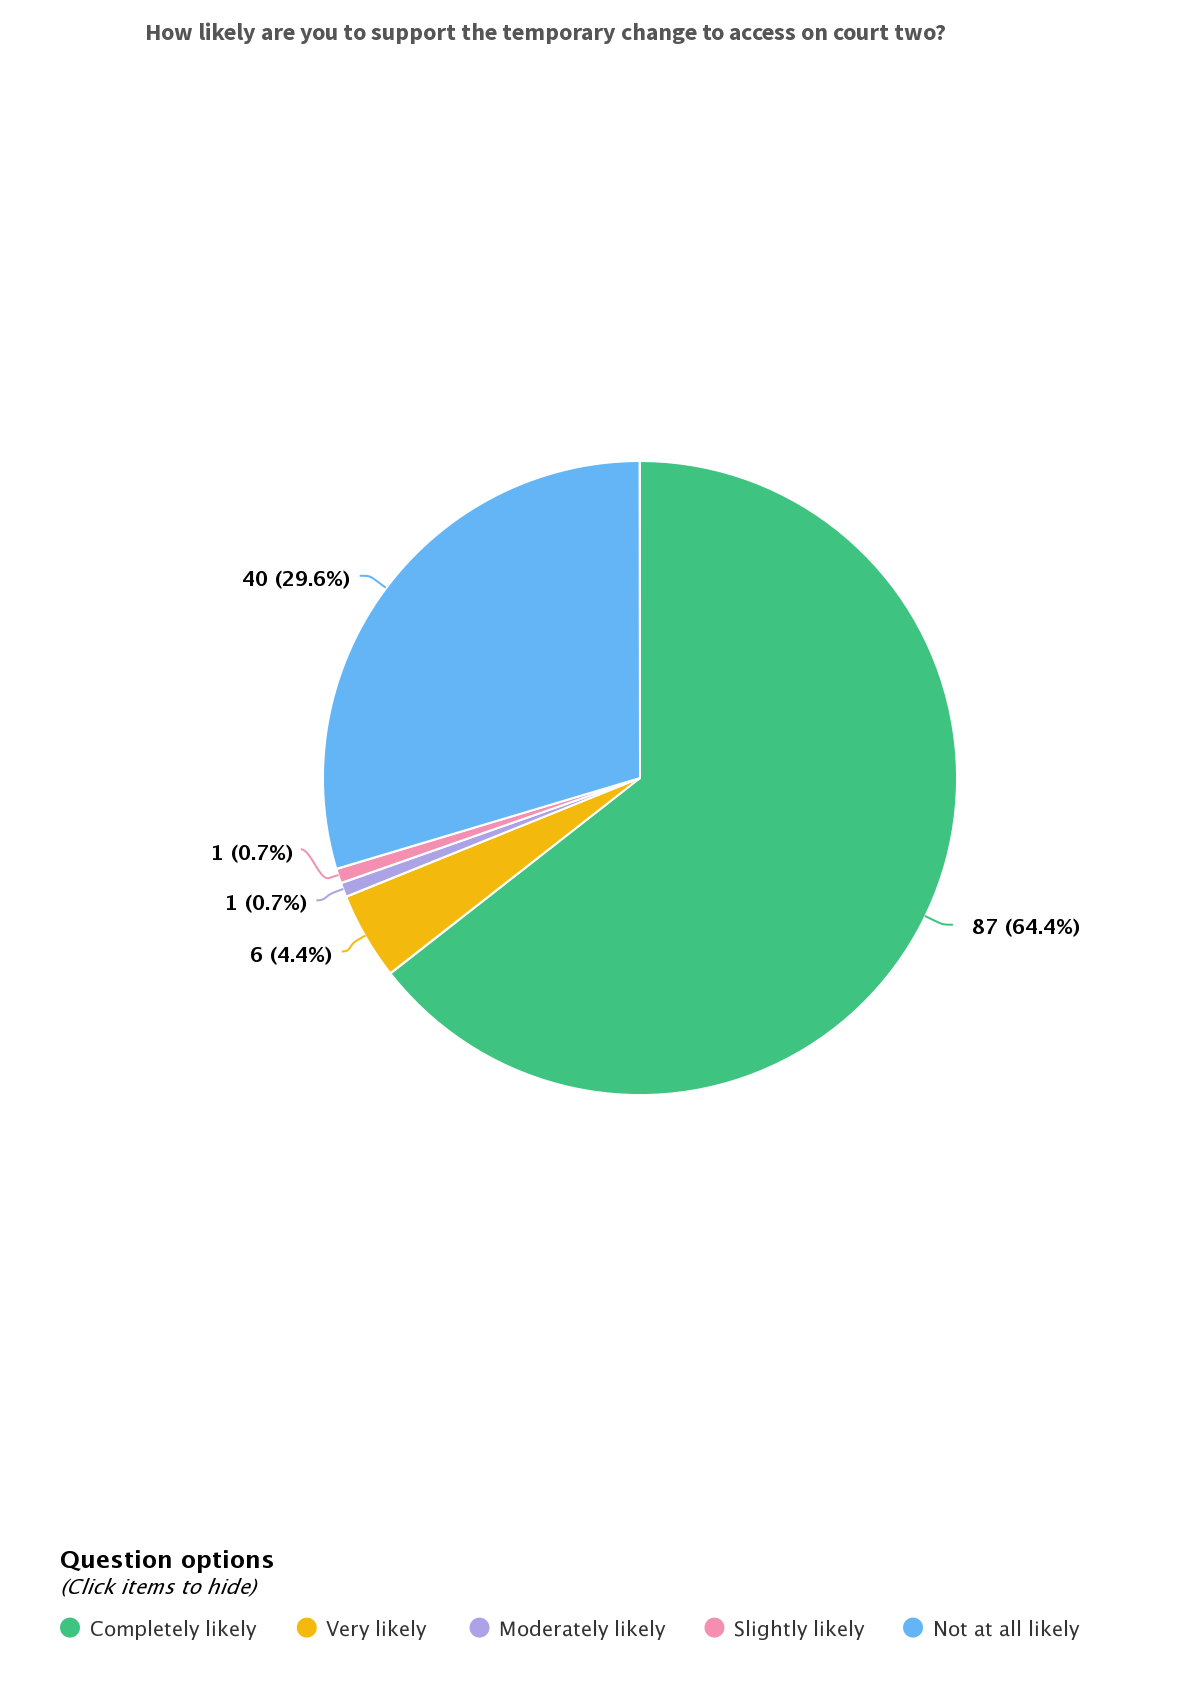 How likely are you to support the temporary change to access on court two?
40 (29.6%)
1 (0.7%)
1 (0.7%)
87 (64.4%)
6 (4.4%)
Question options
(Click items to hide)
Completely likely Very likely Moderately likely Slightly likely Not at all likely